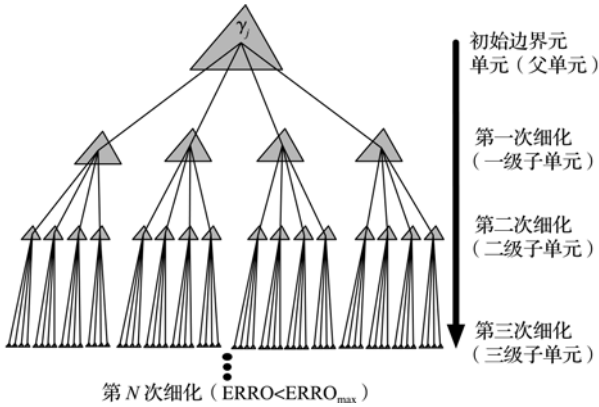 γj
初始边界元
单元（父单元）
第一次细化
（一级子单元）
第二次细化
（二级子单元）
第三次细化
（三级子单元）
第 N 次细化（ERRO<ERROmax）